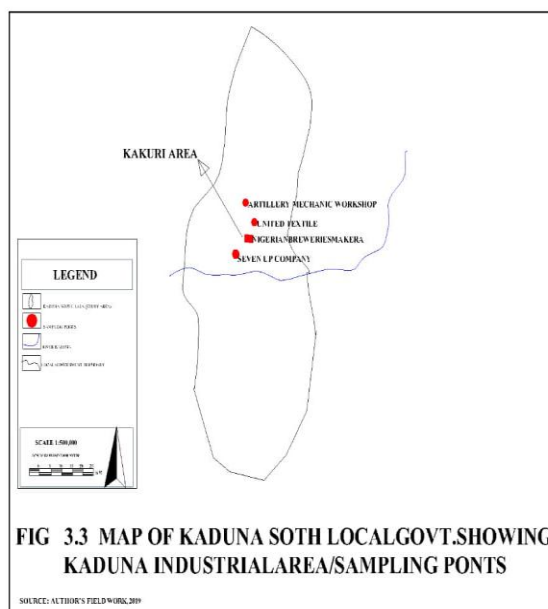 KAKURI AREA
ARTILLERY MECHANIC WORKSHOP
UNITED TEXTILE
NIGERIANBREWERIESMAKERA
SEVEN UP COMPANY
LEGEND
SCALE 1:500,000
FIG 3.3 MAP OF KADUNA SOTH LOCALGOVT.SHOWING
KADUNA INDUSTRIALAREA/SAMPLING PONTS
SOURCE: AUTHOR'S FIELD WORK, 2019